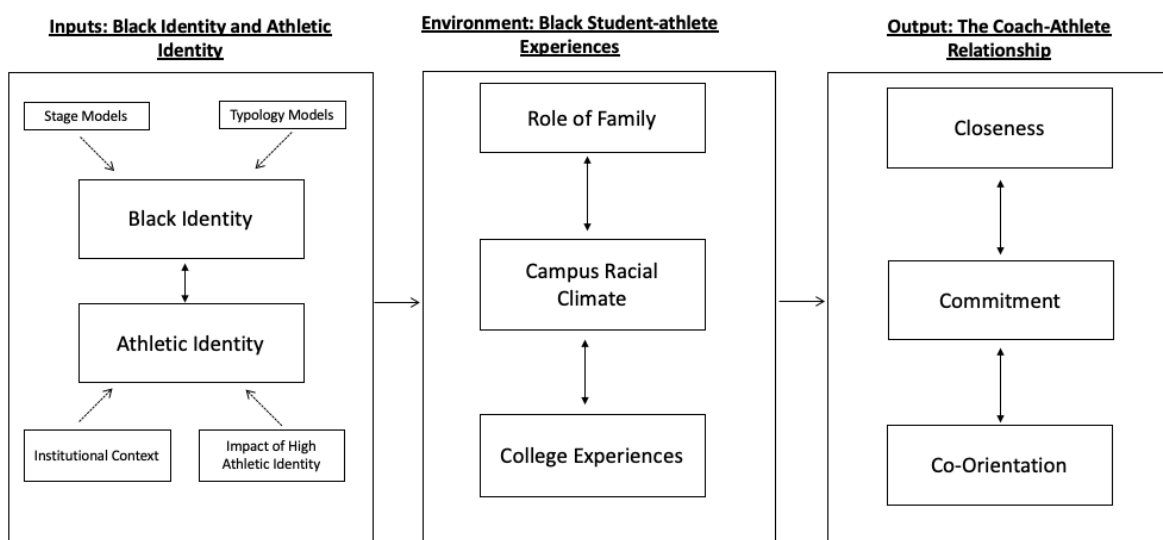 Inputs: Black Identity and Athletic
Identity
Stage Models
Typology Models
Black Identity
Athletic Identity
Institutional Context
Impact of High
Athletic Identity
Environment: Black Student-athlete
Experiences
Role of Family
Campus Racial
Climate
College Experiences
Output: The Coach-Athlete
Relationship
Closeness
Commitment
Co-Orientation